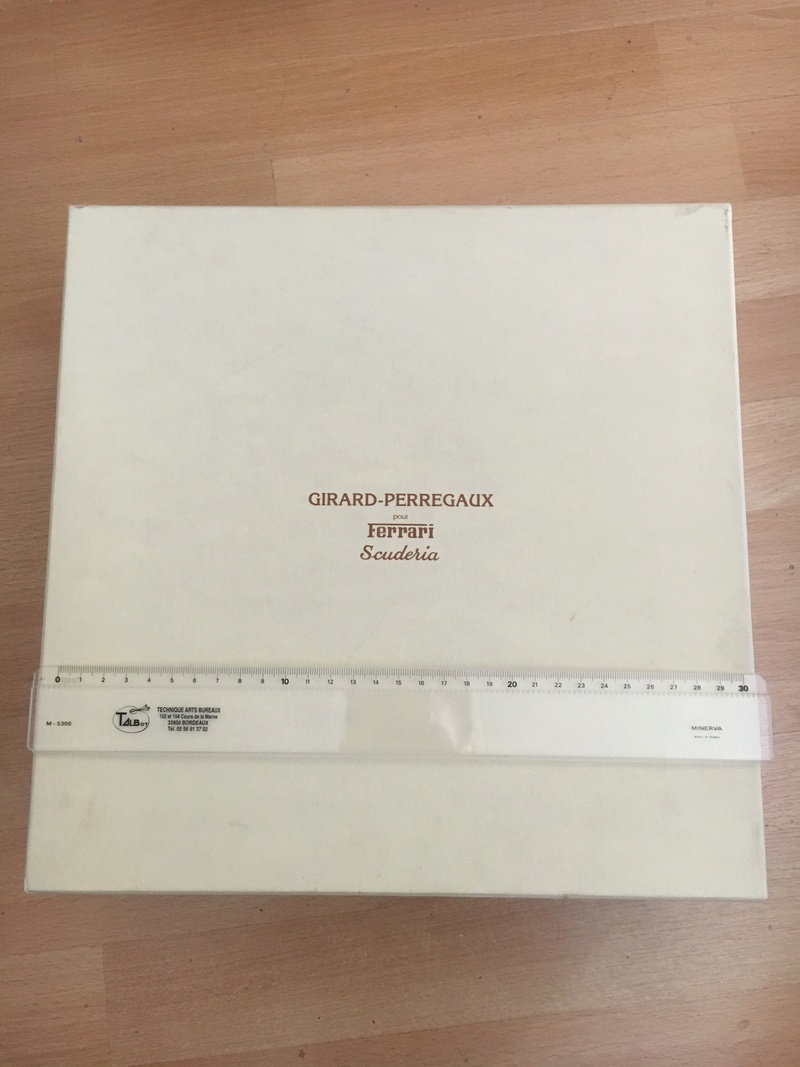 GIRARD-PERREGAUX
pour
Ferrari
Scuderia
0 1 2 3 4 5 6 7 8 9 10 11 12 13 14 15 16 17 18 19 20 21 22 23 24 25 26 27 28 29 30
M - 5300
TALBOT
TECHNIQUE ARTS BUREAUX
102 et 104 Cours de la Marne
33800 BORDEAUX
Tél. 05 56 91 37 02
MINERVA